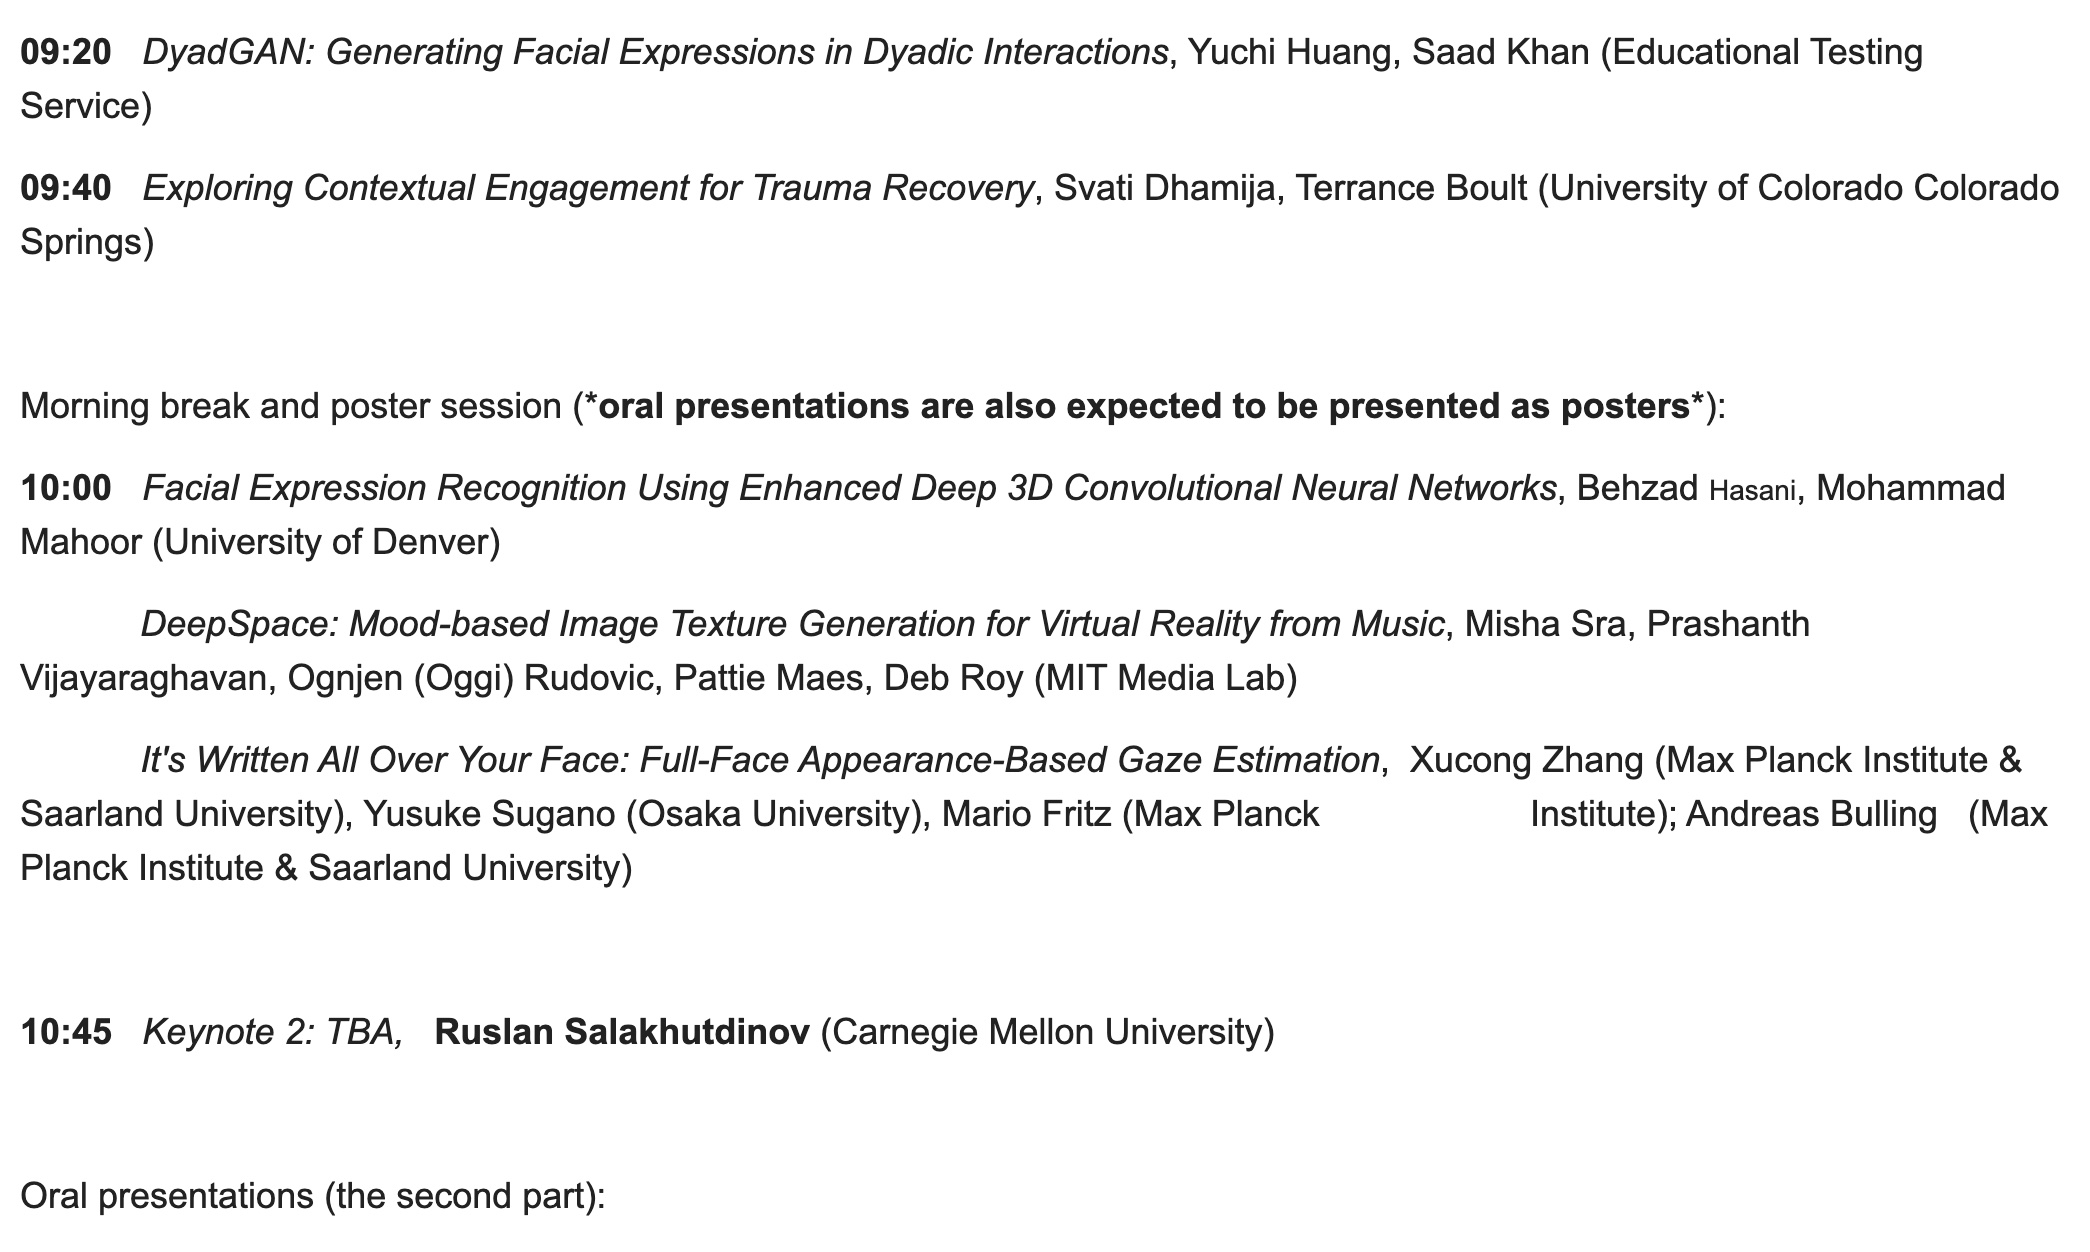 09:20 DyadGAN: Generating Facial Expressions in Dyadic Interactions, Yuchi Huang, Saad Khan (Educational Testing
Service)
09:40 Exploring Contextual Engagement for Trauma Recovery, Svati Dhamija, Terrance Boult (University of Colorado Colorado
Springs)
Morning break and poster session (*oral presentations are also expected to be presented as posters*):
10:00 Facial Expression Recognition Using Enhanced Deep 3D Convolutional Neural Networks, Behzad Hasani, Mohammad
Mahoor (University of Denver)
DeepSpace: Mood-based Image Texture Generation for Virtual Reality from Music, Misha Sra, Prashanth
Vijayaraghavan, Ognjen (Oggi) Rudovic, Pattie Maes, Deb Roy (MIT Media Lab)
It's Written All Over Your Face: Full-Face Appearance-Based Gaze Estimation, Xucong Zhang (Max Planck Institute &
Saarland University), Yusuke Sugano (Osaka University), Mario Fritz (Max Planck Institute); Andreas Bulling (Max
Planck Institute & Saarland University)
10:45 Keynote 2: TBA, Ruslan Salakhutdinov (Carnegie Mellon University)
Oral presentations (the second part):